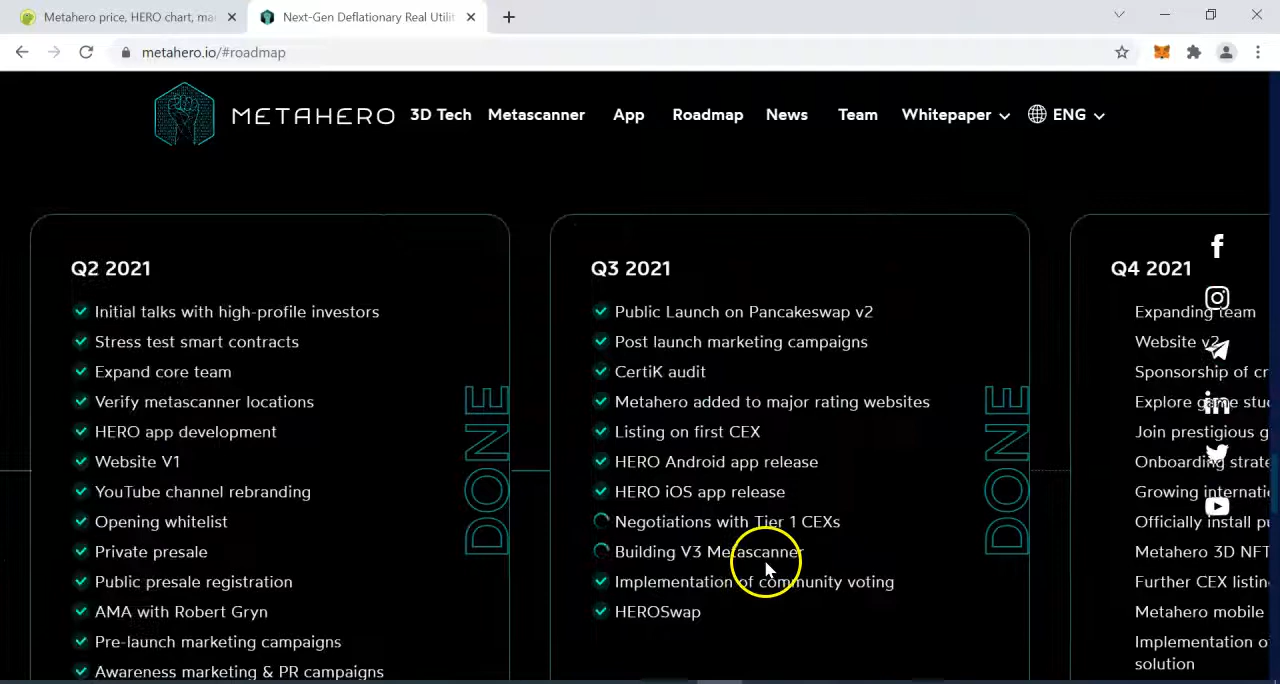 Metahero price, HERO chart, ma
Next-Gen Deflationary Real Utilit
metahero.io/#roadmap
METAHERO
3D Tech
Metascanner
App
Roadmap
News
Team
Whitepaper
ENG
Q2 2021
Initial talks with high-profile investors
Stress test smart contracts
Expand core team
Verify metascanner locations
HERO app development
Website V1
YouTube channel rebranding
Opening whitelist
Private presale
Public presale registration
AMA with Robert Gryn
Pre-launch marketing campaigns
Awareness marketing & PR campaigns
DONE
Q3 2021
Public Launch on Pancakeswap v2
Post launch marketing campaigns
CertiK audit
Metahero added to major rating websites
Listing on first CEX
HERO Android app release
HERO iOS app release
Negotiations with Tier 1 CEXs
Building V3 Metascanner
Implementation of community voting
HEROSwap
DONE
Q4 2021
Expanding team
Website v2
Sponsorship of cr
Explore game stu
Join prestigious g
Onboarding strate
Growing internati
Officially install pu
Metahero 3D NFT
Further CEX listin
Metahero mobile
Implementation o
solution